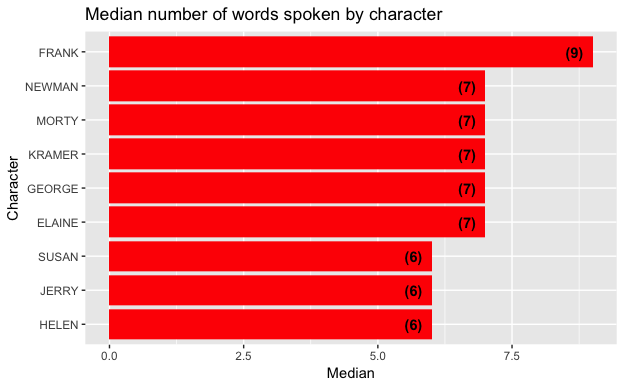 Median number of words spoken by character
Character
FRANK (9)
NEWMAN (7)
MORTY (7)
KRAMER (7)
GEORGE (7)
ELAINE (7)
SUSAN (6)
JERRY (6)
HELEN (6)
0.0 2.5 5.0 7.5
Median